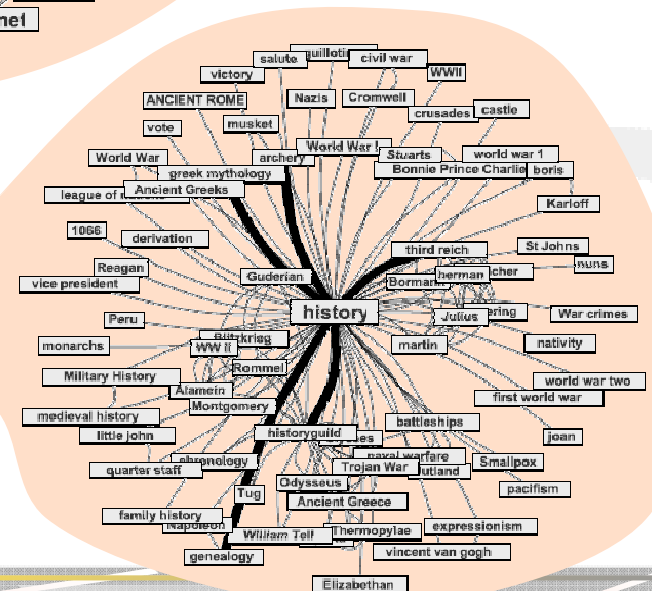 salute
civil war
victory
WWII
ANCIENT ROME
Nazis
Cromwell
crusades
castle
vote
musket
World War I
Stuarts
world war 1
World War
archery
greek mythology
Bonnie Prince Charlie
boris
Ancient Greeks
league of
Karloff
1066
derivation
third reich
St Johns
nuns
Reagan
Guderian
herman
vice president
Bormann
history
Peru
Julius
War crimes
monarchs
WW II
martin
nativity
Rommel
Military History
world war two
Alamein
first world war
Montgomery
medieval history
battleships
little john
historyguild
joan
naval warfare
quarter staff
chronology
Trojan War
Smallpox
Odysseus
Tug
pacifism
Ancient Greece
family history
Napoleon
William Tell
Thermopylae
expressionism
genealogy
vincent van gogh
Elizabethan